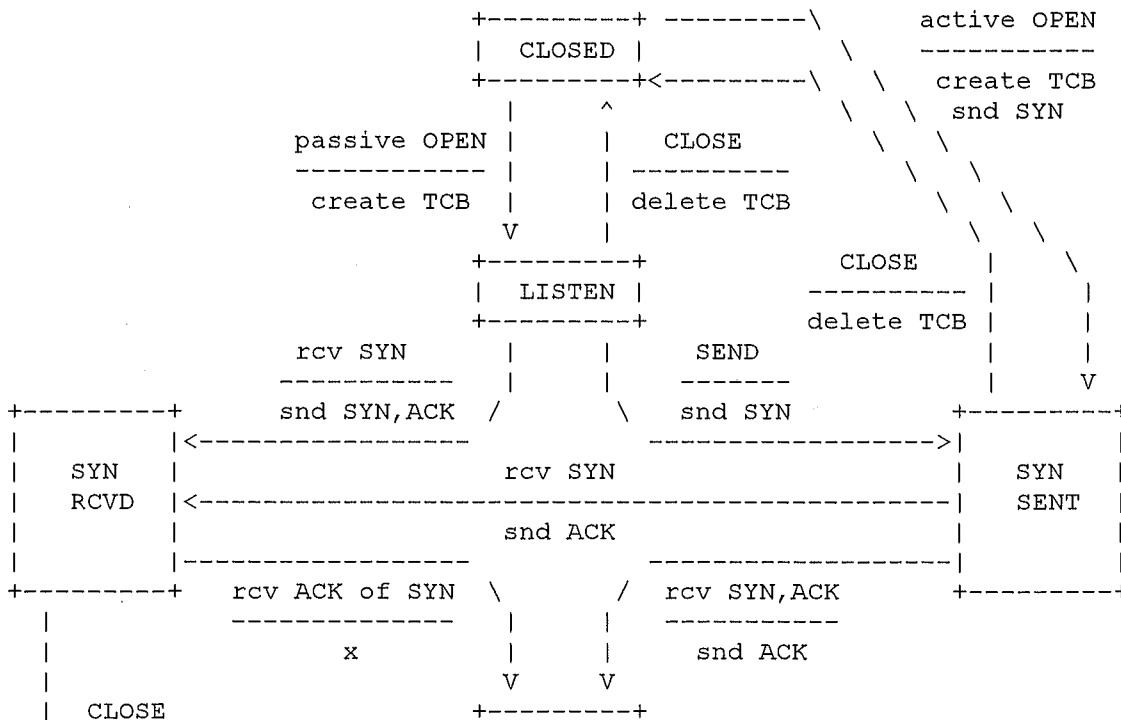 +---------+ ---------\ active OPEN
| CLOSED | \ -----------
+---------+<---------\ \ create TCB
| ^ \ \ snd SYN
passive OPEN | | CLOSE \ \
------------ | | ---------- \ \
create TCB | | delete TCB \ \
V | \ \
+---------+ CLOSE | \
| LISTEN | ---------- | |
+---------+ delete TCB | |
rcv SYN | | SEND | |
----------- | | ------- | V
+---------+ snd SYN,ACK / \ snd SYN +---------+
| |<----------------- ------------------>| |
| SYN | rcv SYN | SYN |
| RCVD |<-----------------------------------------------| SENT |
| | snd ACK | |
| |------------------ -------------------| |
+---------+ rcv ACK of SYN \ / rcv SYN,ACK +---------+
| -------------- | | -----------
| x | | snd ACK
| V V
| CLOSE +---------+